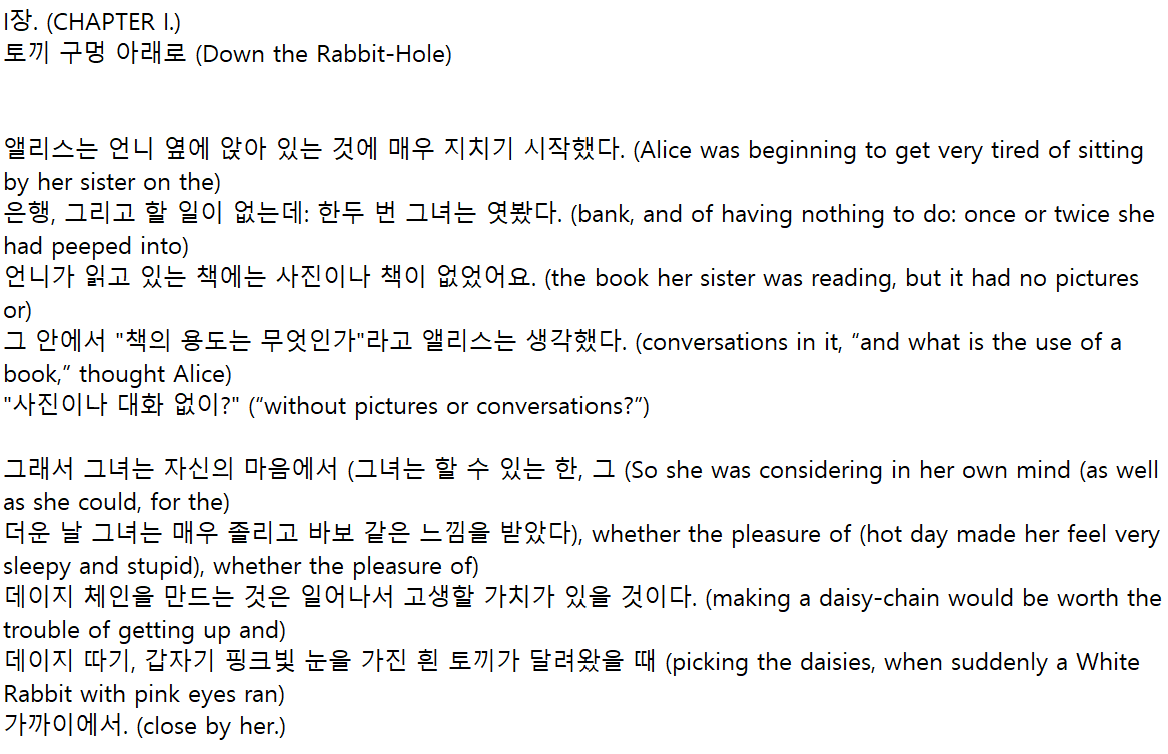 I장. (CHAPTER I.)
토끼 구멍 아래로 (Down the Rabbit-Hole)
앨리스는 언니 옆에 앉아 있는 것에 매우 지치기 시작했다. (Alice was beginning to get very tired of sitting
by her sister on the)
은행, 그리고 할 일이 없는데: 한두 번 그녀는 엿봤다. (bank, and of having nothing to do: once or twice she
had peeped into)
언니가 읽고 있는 책에는 사진이나 책이 없었어요. (the book her sister was reading, but it had no pictures
or)
그 안에서 "책의 용도는 무엇인가"라고 앨리스는 생각했다. (conversations in it, “and what is the use of a
book,” thought Alice)
"사진이나 대화 없이?" (“without pictures or conversations?”)
그래서 그녀는 자신의 마음에서 (그녀는 할 수 있는 한, 그 (So she was considering in her own mind (as well
as she could, for the)
더운 날 그녀는 매우 졸리고 바보 같은 느낌을 받았다), whether the pleasure of (hot day made her feel very
sleepy and stupid), whether the pleasure of)
데이지 체인을 만드는 것은 일어나서 고생할 가치가 있을 것이다. (making a daisy-chain would be worth the
trouble of getting up and)
데이지 따기, 갑자기 핑크빛 눈을 가진 흰 토끼가 달려왔을 때 (picking the daisies, when suddenly a White
Rabbit with pink eyes ran)
가까이에서. (close by her.)